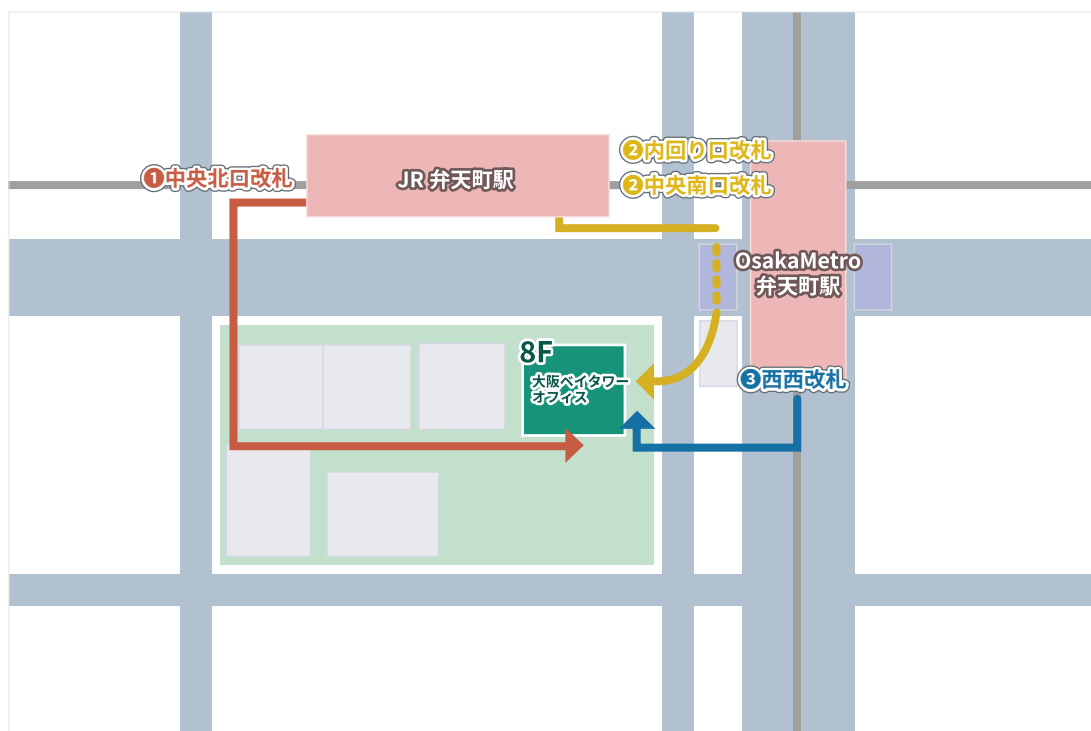 ❷内回り口改札
❶中央北口改札
JR 弁天町駅
❷中央南口改札
OsakaMetro
弁天町駅
8F
大阪ベイタワー
オフィス
❸西西改札